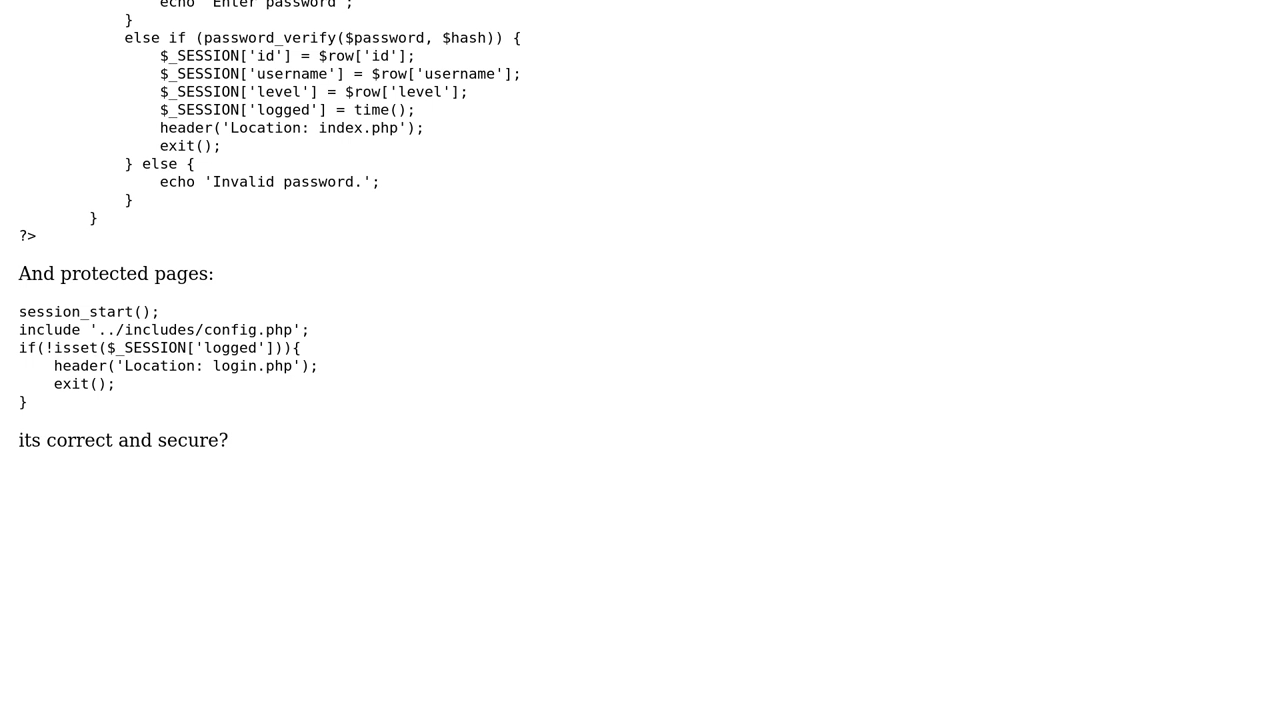 echo 'Enter password';
}
else if (password_verify($password, $hash)) {
$_SESSION['id'] = $row['id'];
$_SESSION['username'] = $row['username'];
$_SESSION['level'] = $row['level'];
$_SESSION['logged'] = time();
header('Location: index.php');
exit();
} else {
echo 'Invalid password.';
}
}
?>
And protected pages:
session_start();
include '../includes/config.php';
if(!isset($_SESSION['logged'])){
header('Location: login.php');
exit();
}
its correct and secure?